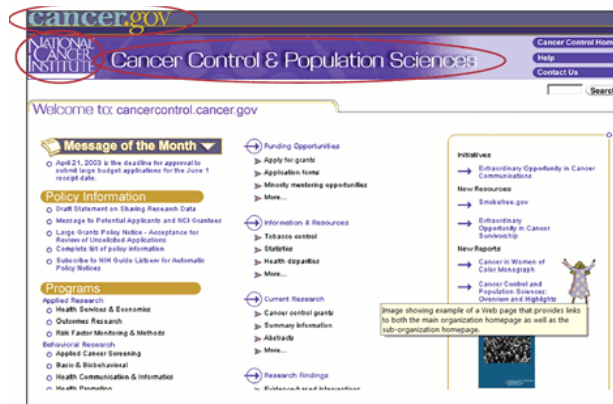 cancer.gov
NATIONAL
CANCER
INSTITUTE
Cancer Control & Population Sciences
Cancer Control Home
Help
Contact Us
Search
Welcome to: cancercontrol.cancer.gov
Message of the Month
April 21, 2003 is the deadline for approval to
submit large budget applications for the June 1
receipt date.
Policy Information
Draft Statement on Sharing Research Data
Message to Potential Applicants and NCI Grantees
Large Grants Policy Notice - Acceptance for
Review of Unsolicited Applications
Complete list of policy information
Subscribe to NIH Guide Listserv for Automatic
Policy Notices
Programs
Applied Research
Health Services & Economics
Outcomes Research
Risk Factor Monitoring & Methods
Behavioral Research
Applied Cancer Screening
Basic & Biobehavioral
Health Communication & Informatics
Health Promotion
Funding Opportunities
Apply for grants
Application forms
Minority mentoring opportunities
More...
Information & Resources
Tobacco control
Statistics
Health disparities
More...
Current Research
Cancer control grants
Summary information
Abstracts
More...
Research Findings
Evidence-based interventions
Initiatives
Extraordinary Opportunity in Cancer
Communications
New Resources
Smokefree.gov
Extraordinary
Opportunity in Cancer
Survivorship
New Reports
Cancer in Women of
Color Monograph
Cancer Control and
Population Sciences:
Overview and Highlights
Image showing example of a Web page that provides links
to both the main organization homepage as well as the
sub-organization homepage.